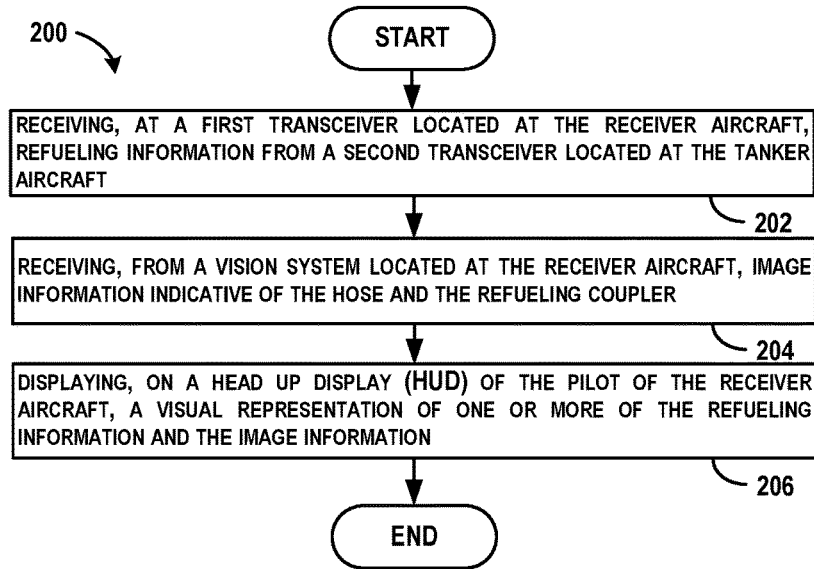 200
START
RECEIVING, AT A FIRST TRANSCEIVER LOCATED AT THE RECEIVER AIRCRAFT,
REFUELING INFORMATION FROM A SECOND TRANSCEIVER LOCATED AT THE TANKER
AIRCRAFT
202
RECEIVING, FROM A VISION SYSTEM LOCATED AT THE RECEIVER AIRCRAFT, IMAGE
INFORMATION INDICATIVE OF THE HOSE AND THE REFUELING COUPLER
204
DISPLAYING, ON A HEAD UP DISPLAY (HUD) OF THE PILOT OF THE RECEIVER
AIRCRAFT, A VISUAL REPRESENTATION OF ONE OR MORE OF THE REFUELING
INFORMATION AND THE IMAGE INFORMATION
206
END